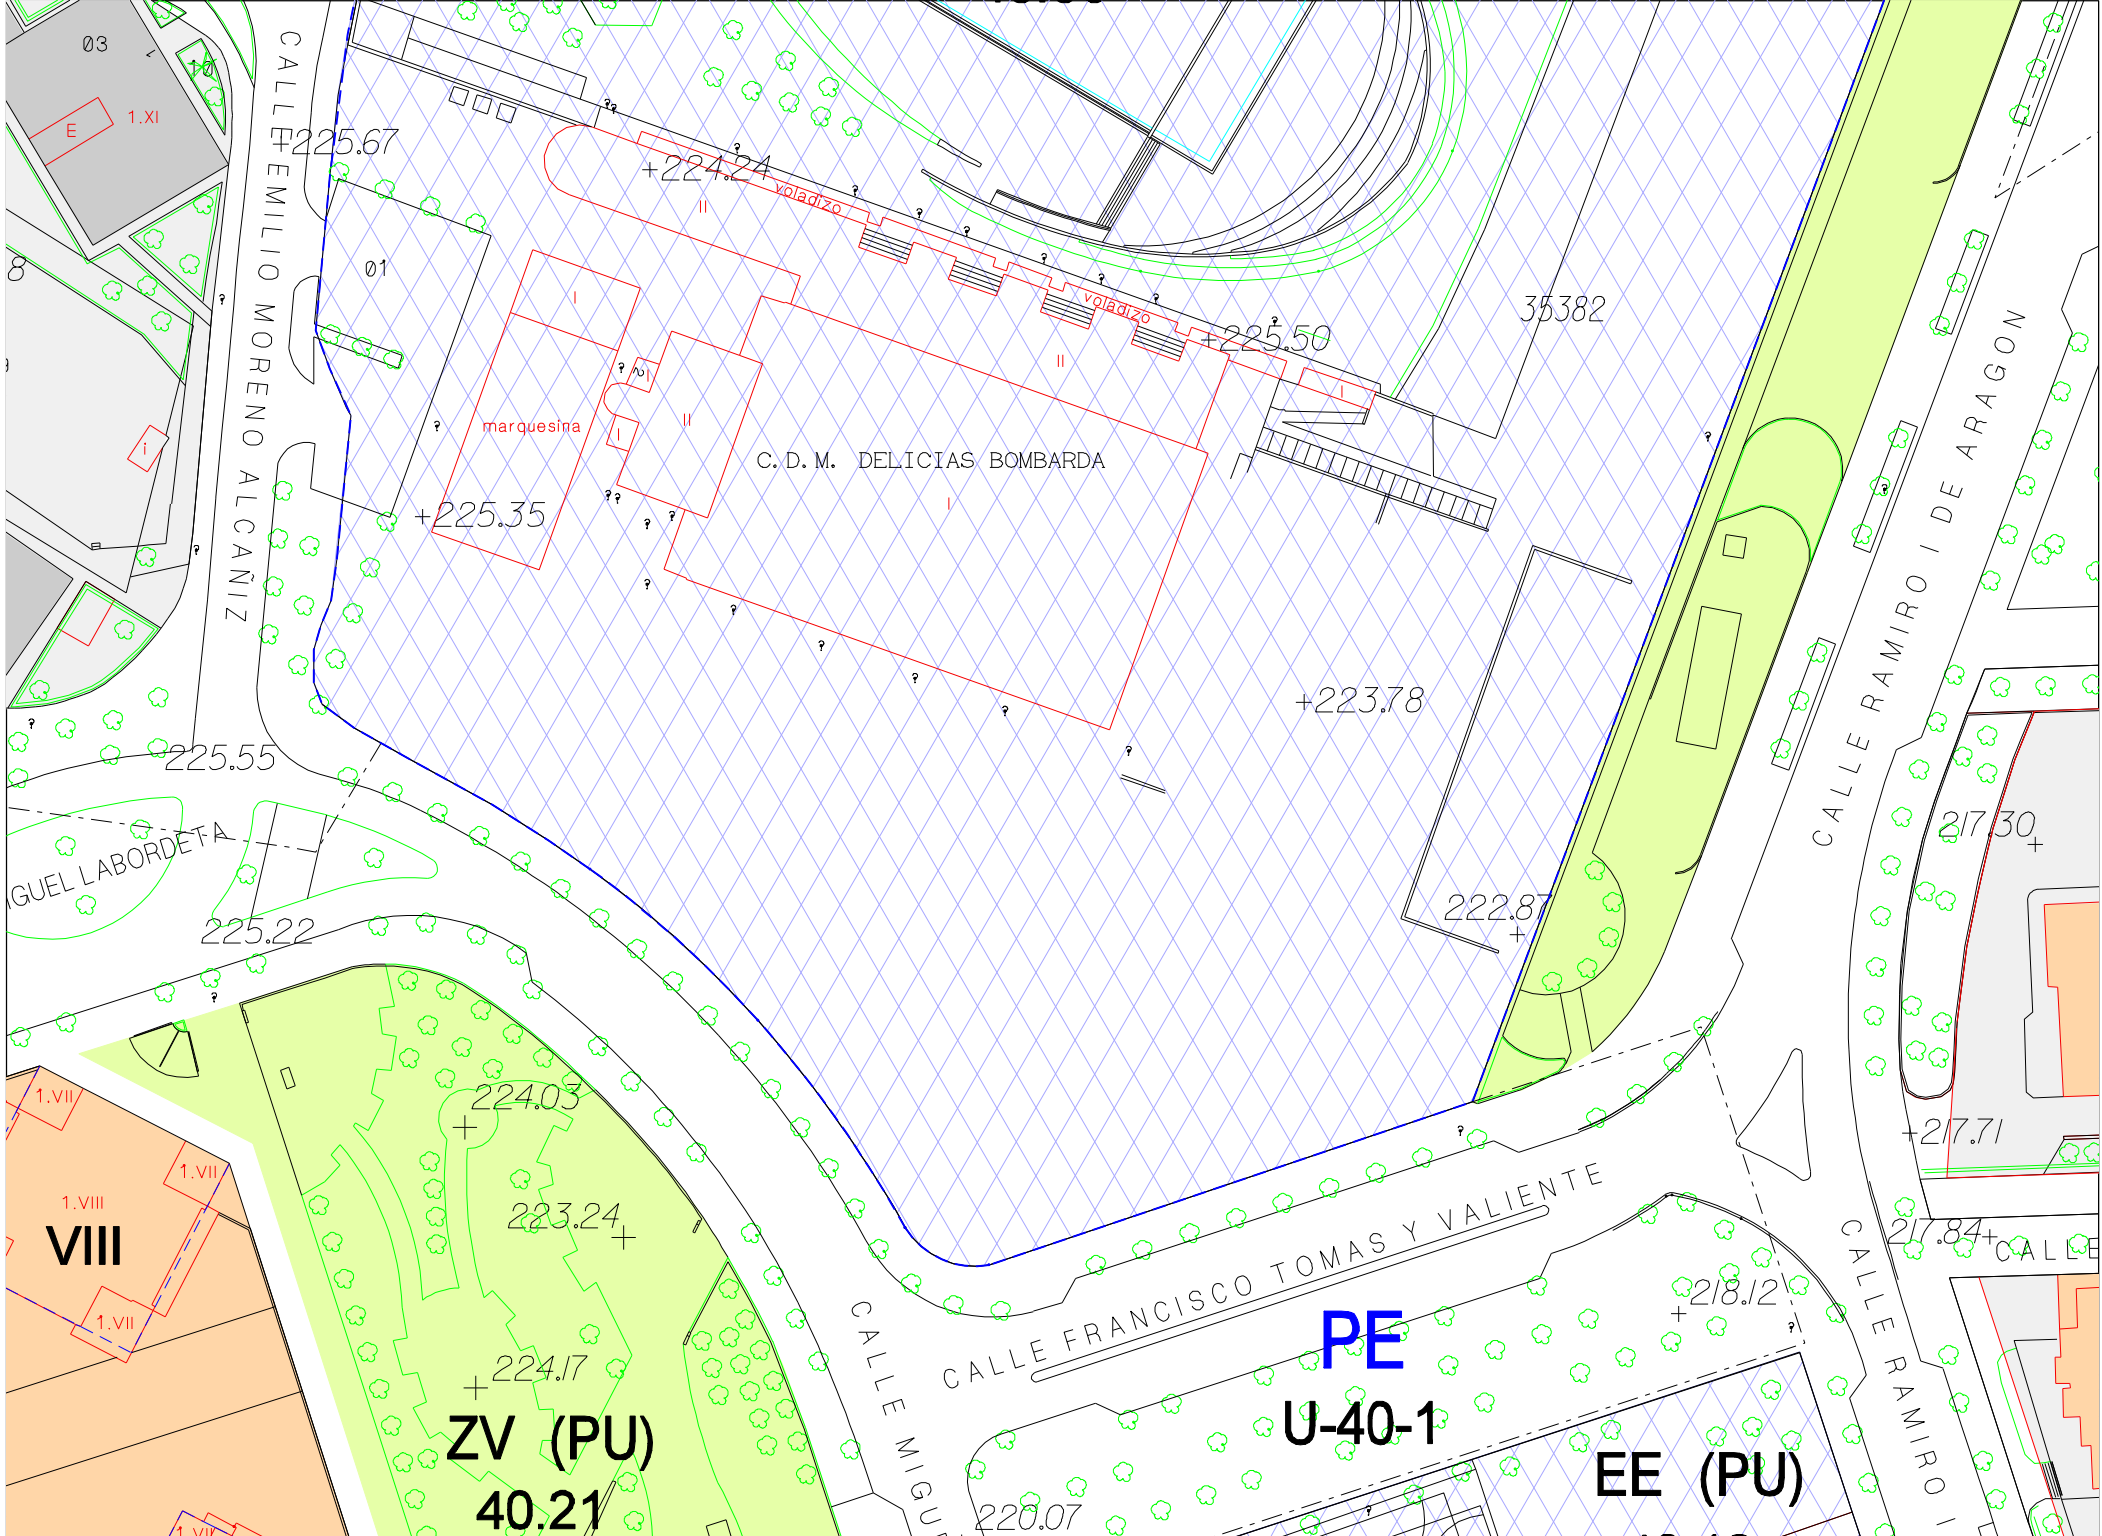 03
10
1.XI
E
CALLE EMILIO MORENO ALCAÑIZ
+225.67
+224.24
voladizo
II
01
I
8
voladizo
+225.50
35382
II
I
2
I
II
I
marquesina
C.D.M. DELICIAS BOMBARDA
I
i
+225.35
CALLE RAMIRO I DE ARAGON
+223.78
225.55
217.30
222.87
225.22
224.03
+217.71
1.VII
1.VII
1.VIII
VIII
223.24
CALLE FRANCISCO TOMAS Y VALIENTE
217.84
CALLE
218.12
1.VII
PE
CALLE RAMIRO I
224.17
U-40-1
ZV (PU)
40.21
EE (PU)
220.07